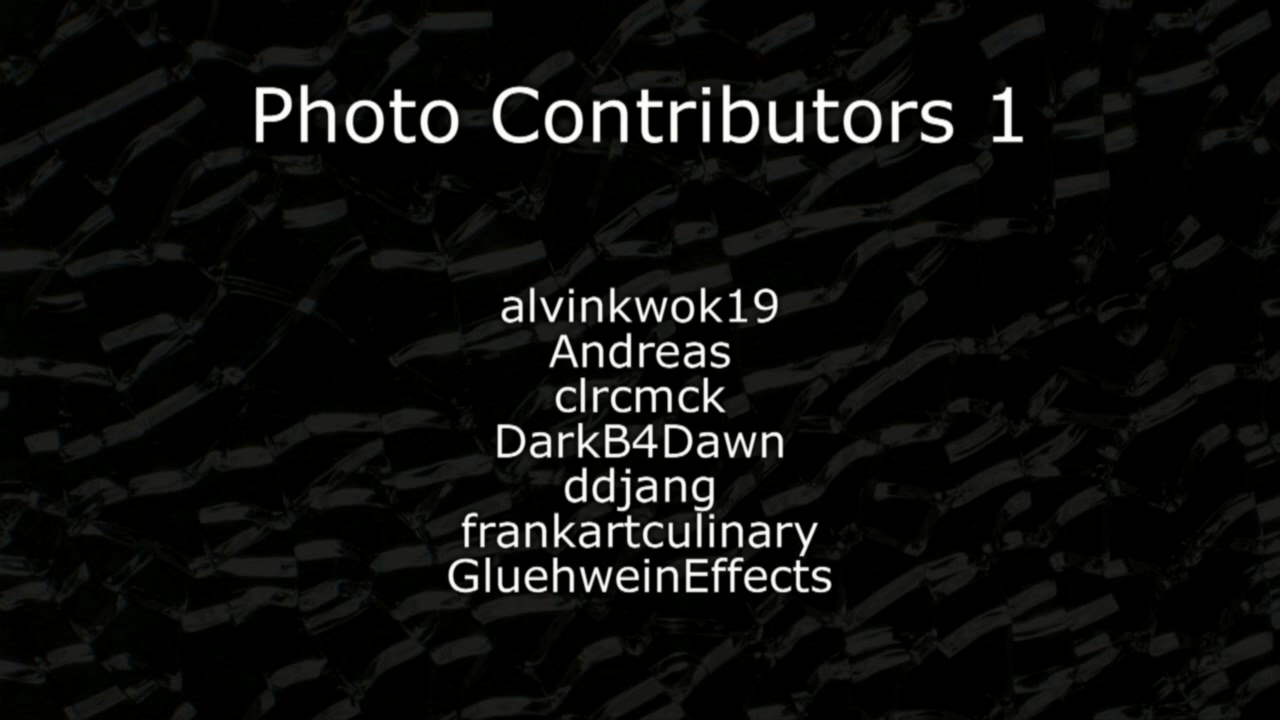 Photo Contributors 1
alvinkwok19
Andreas
clrcmck
DarkB4Dawn
ddjang
frankartculinary
GluehweinEffects